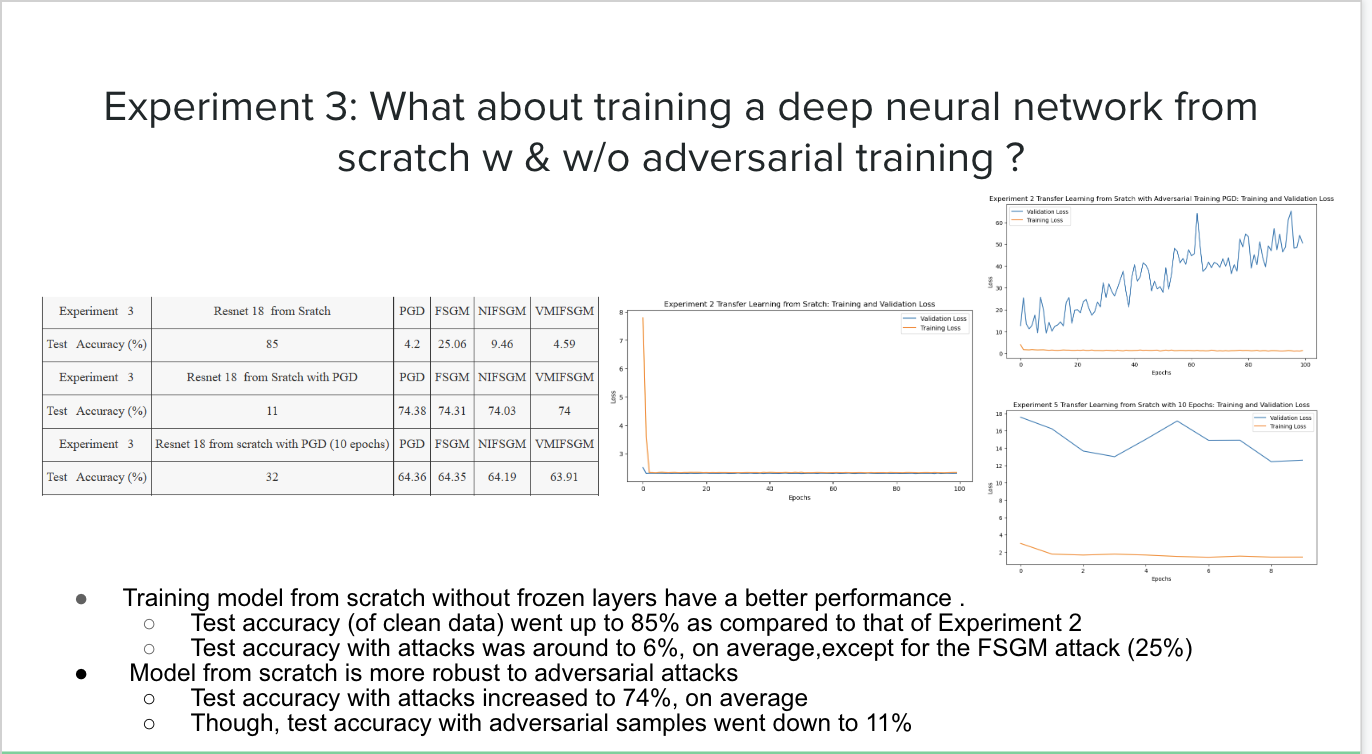 Experiment 3: What about training a deep neural network from
scratch w & w/o adversarial training ?
Experiment 3 Resnet 18 from Sratch PGD FSGM NIFSGM VMIFSGM
Test Accuracy (%) 85 4.2 25.06 9.46 4.59
Experiment 3 Resnet 18 from Sratch with PGD PGD FSGM NIFSGM VMIFSGM
Test Accuracy (%) 11 74.38 74.31 74.03 74
Experiment 3 Resnet 18 from scratch with PGD (10 epochs) PGD FSGM NIFSGM VMIFSGM
Test Accuracy (%) 32 64.36 64.35 64.19 63.91
Experiment 2 Transfer Learning from Sratch: Training and Validation Loss
Validation Loss
Training Loss
8
7
6
5
4
3
Loss
0 20 40 60 80 100
Epochs
Experiment 2 Transfer Learning from Sratch with Adversarial Training PGD: Training and Validation Loss
Validation Loss
Training Loss
60
50
40
30
20
10
0
Loss
0 20 40 60 80 100
Epochs
Experiment 5 Transfer Learning from Sratch with 10 Epochs: Training and Validation Loss
Validation Loss
Training Loss
18
16
14
12
10
8
6
4
2
Loss
0 2 4 6 8
Epochs
● Training model from scratch without frozen layers have a better performance .
○ Test accuracy (of clean data) went up to 85% as compared to that of Experiment 2
○ Test accuracy with attacks was around to 6%, on average,except for the FSGM attack (25%)
● Model from scratch is more robust to adversarial attacks
○ Test accuracy with attacks increased to 74%, on average
○ Though, test accuracy with adversarial samples went down to 11%